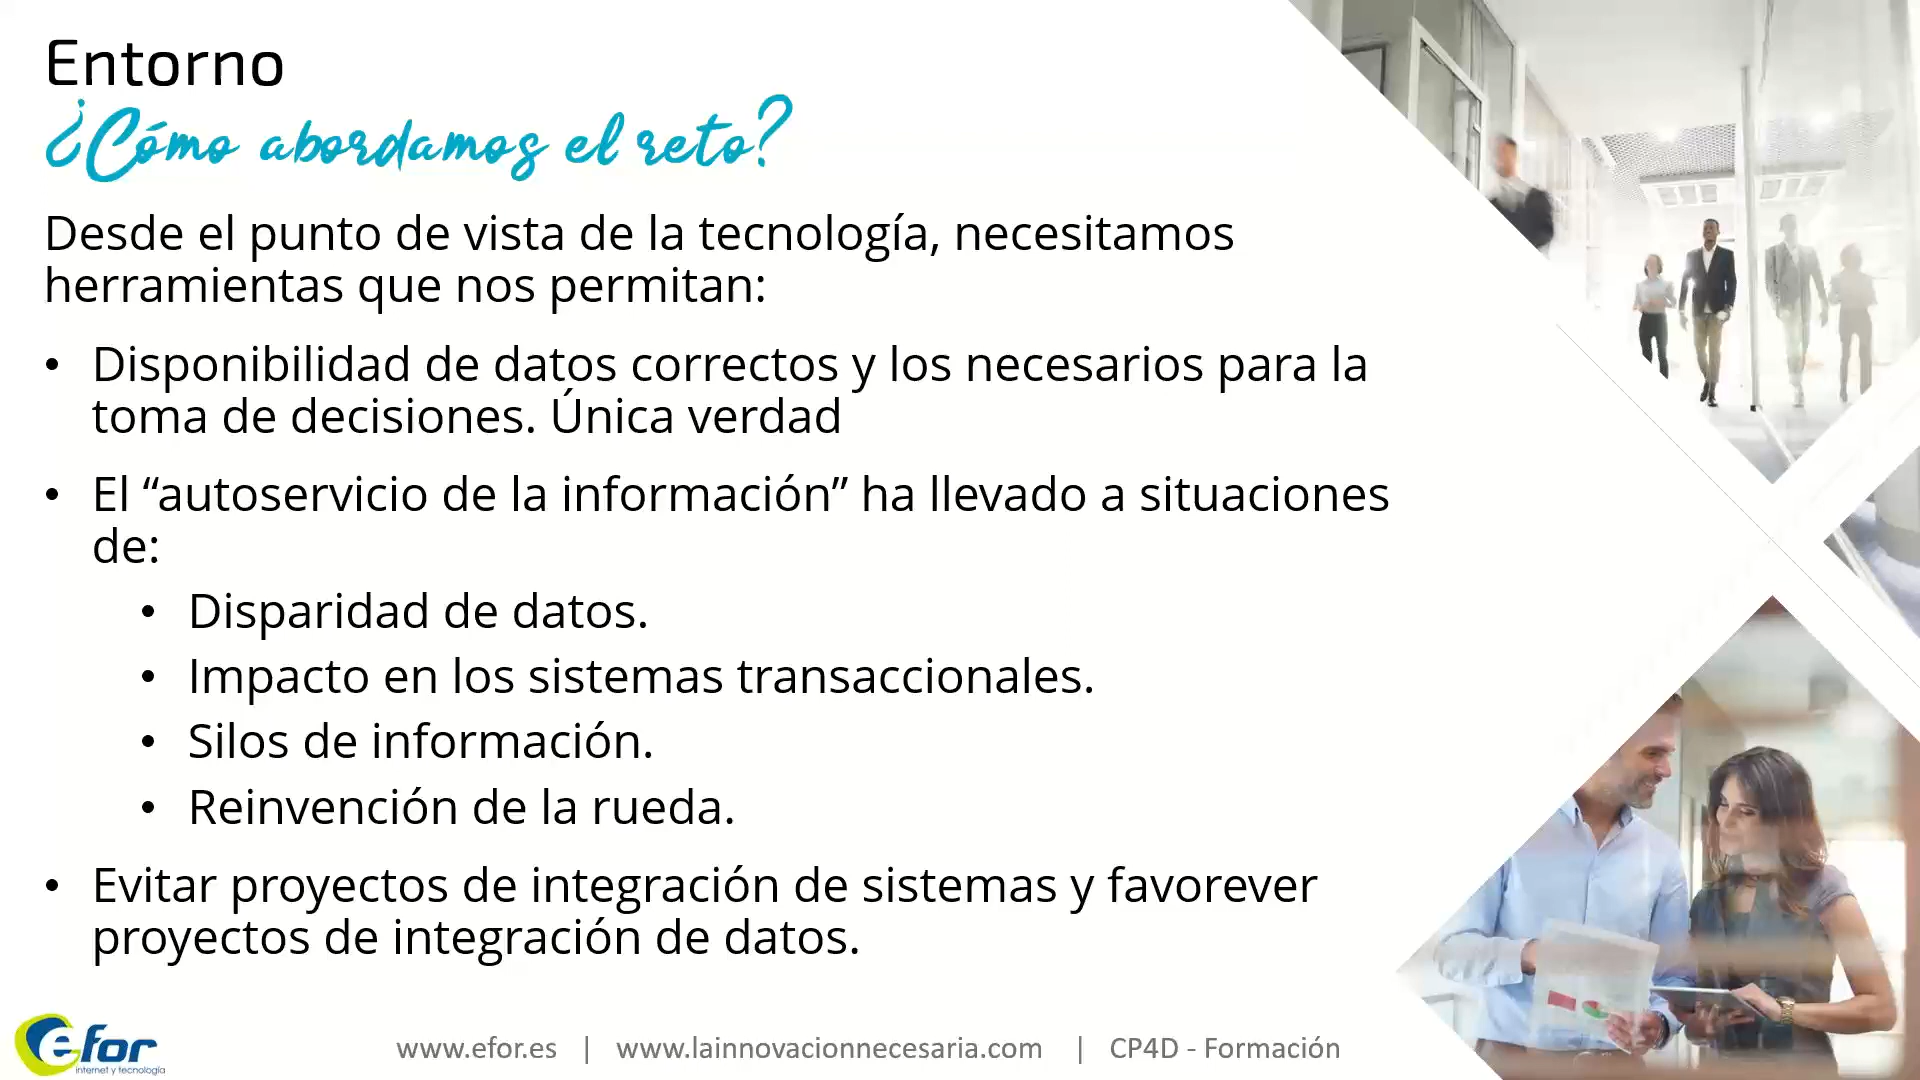 Entorno
¿Cómo abordamos el reto?
Desde el punto de vista de la tecnología, necesitamos
herramientas que nos permitan:
• Disponibilidad de datos correctos y los necesarios para la
toma de decisiones. Única verdad
• El “autoservicio de la información” ha llevado a situaciones
de:
• Disparidad de datos.
• Impacto en los sistemas transaccionales.
• Silos de información.
• Reinvención de la rueda.
• Evitar proyectos de integración de sistemas y favorever
proyectos de integración de datos.
efor
internet y tecnología
www.efor.es | www.lainnovacionnecesaria.com | CP4D - Formación